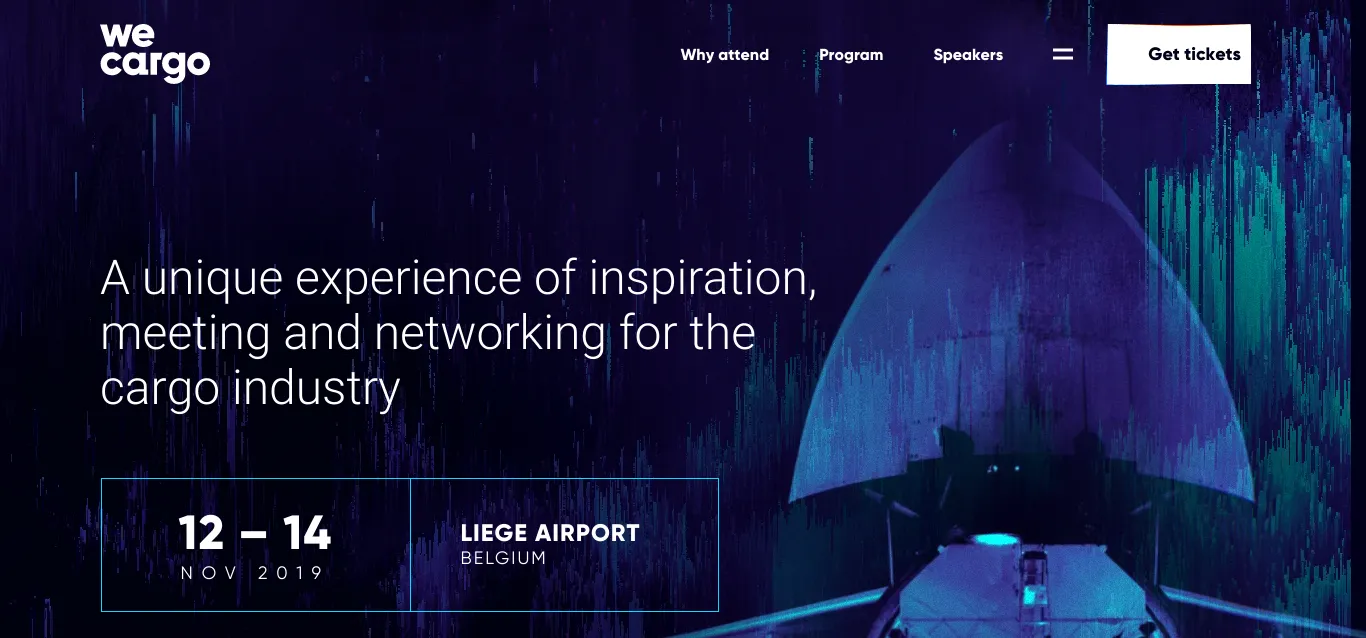 we
cargo
Why attend
Program
Speakers
Get tickets
A unique experience of inspiration,
meeting and networking for the
cargo industry
12 – 14
NOV 2019
LIEGE AIRPORT
BELGIUM